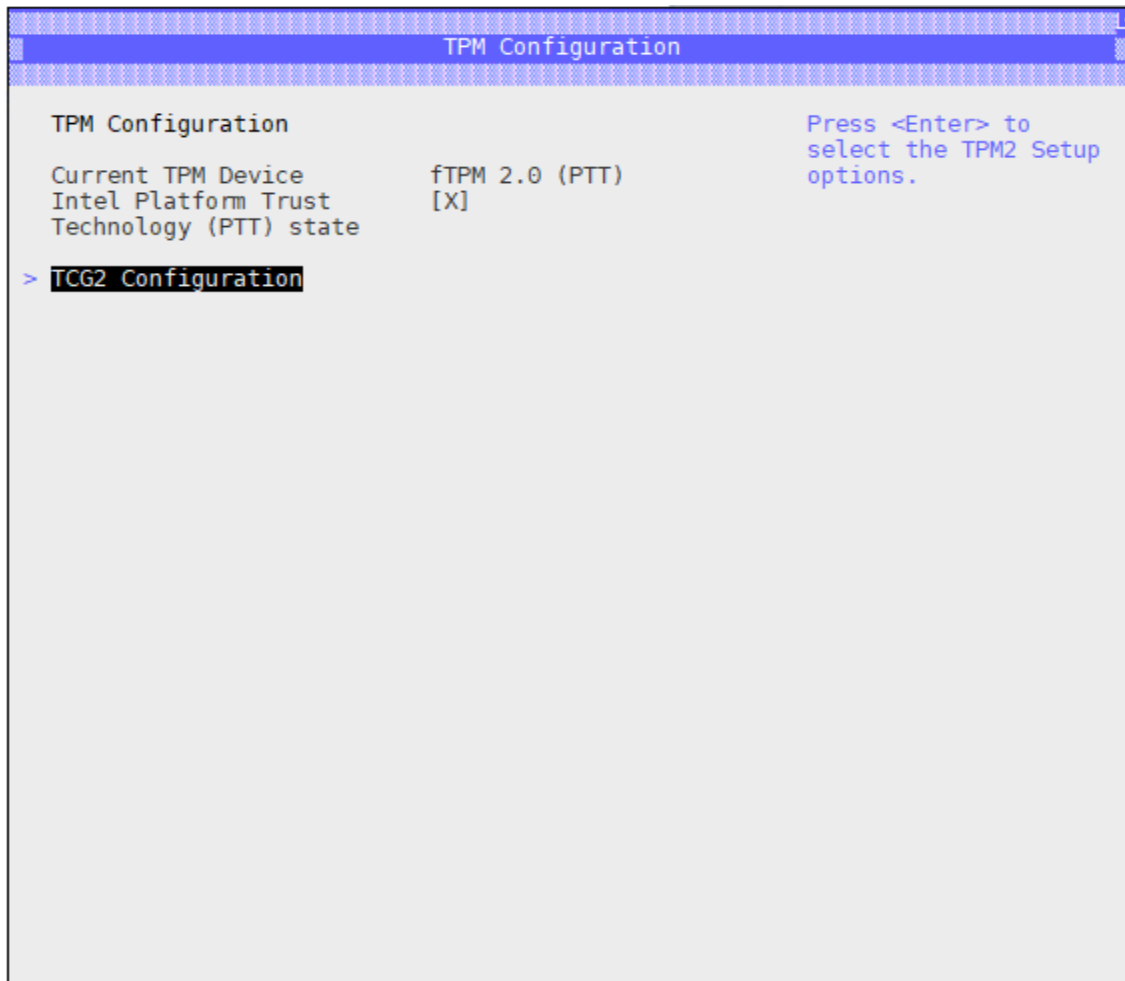 TPM Configuration
TPM Configuration
Press <Enter> to
select the TPM2 Setup
options.
Current TPM Device fTPM 2.0 (PTT)
Intel Platform Trust [X]
Technology (PTT) state
> TCG2 Configuration